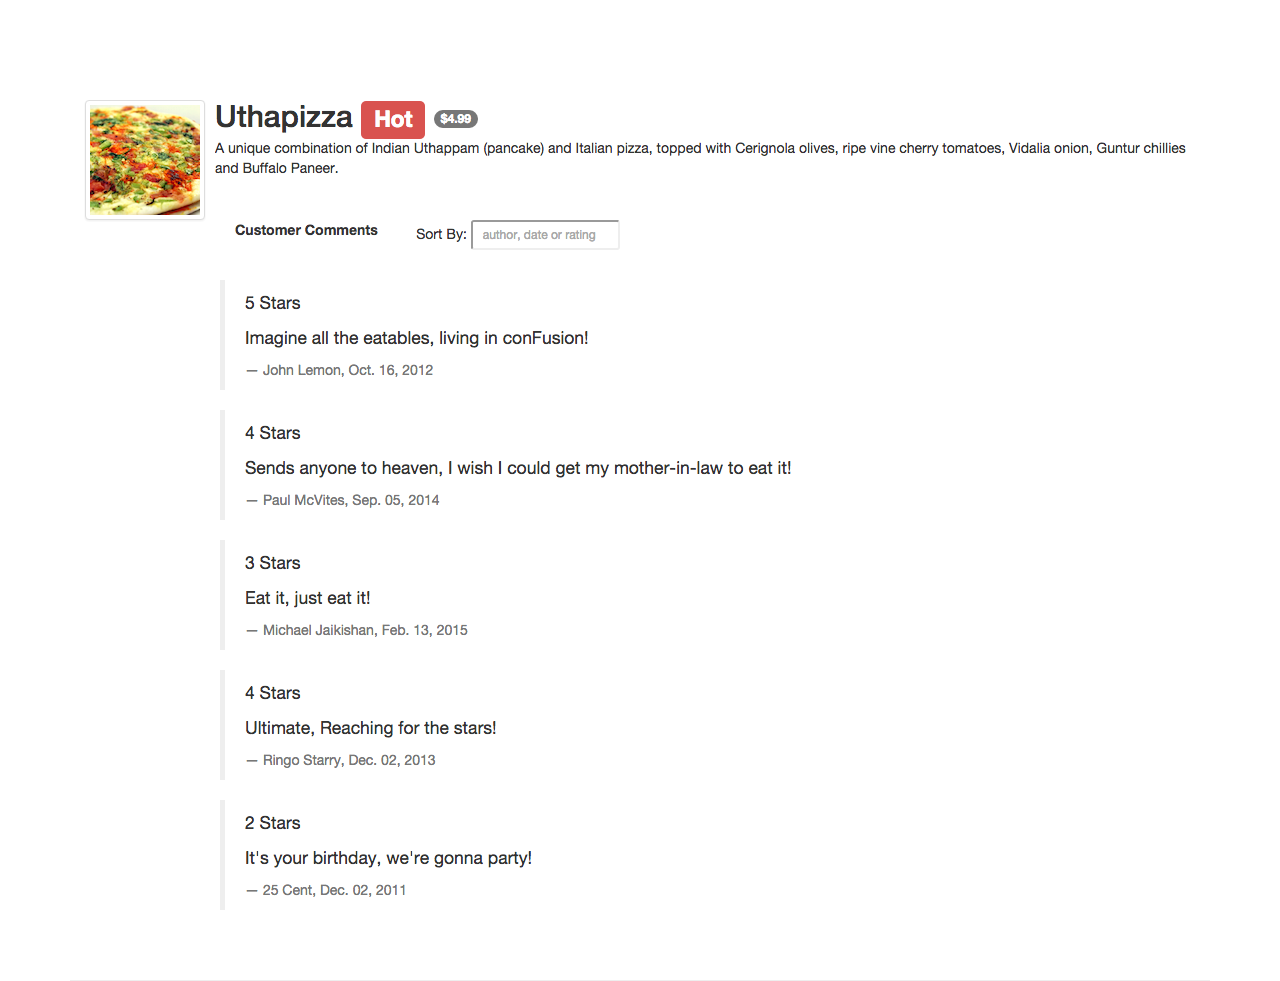 Uthapizza Hot $4.99
A unique combination of Indian Uthappam (pancake) and Italian pizza, topped with Cerignola olives, ripe vine cherry tomatoes, Vidalia onion, Guntur chillies
and Buffalo Paneer.
Customer Comments Sort By: author, date or rating
5 Stars
Imagine all the eatables, living in conFusion!
— John Lemon, Oct. 16, 2012
4 Stars
Sends anyone to heaven, I wish I could get my mother-in-law to eat it!
— Paul McVites, Sep. 05, 2014
3 Stars
Eat it, just eat it!
— Michael Jaikishan, Feb. 13, 2015
4 Stars
Ultimate, Reaching for the stars!
— Ringo Starry, Dec. 02, 2013
2 Stars
It's your birthday, we're gonna party!
— 25 Cent, Dec. 02, 2011